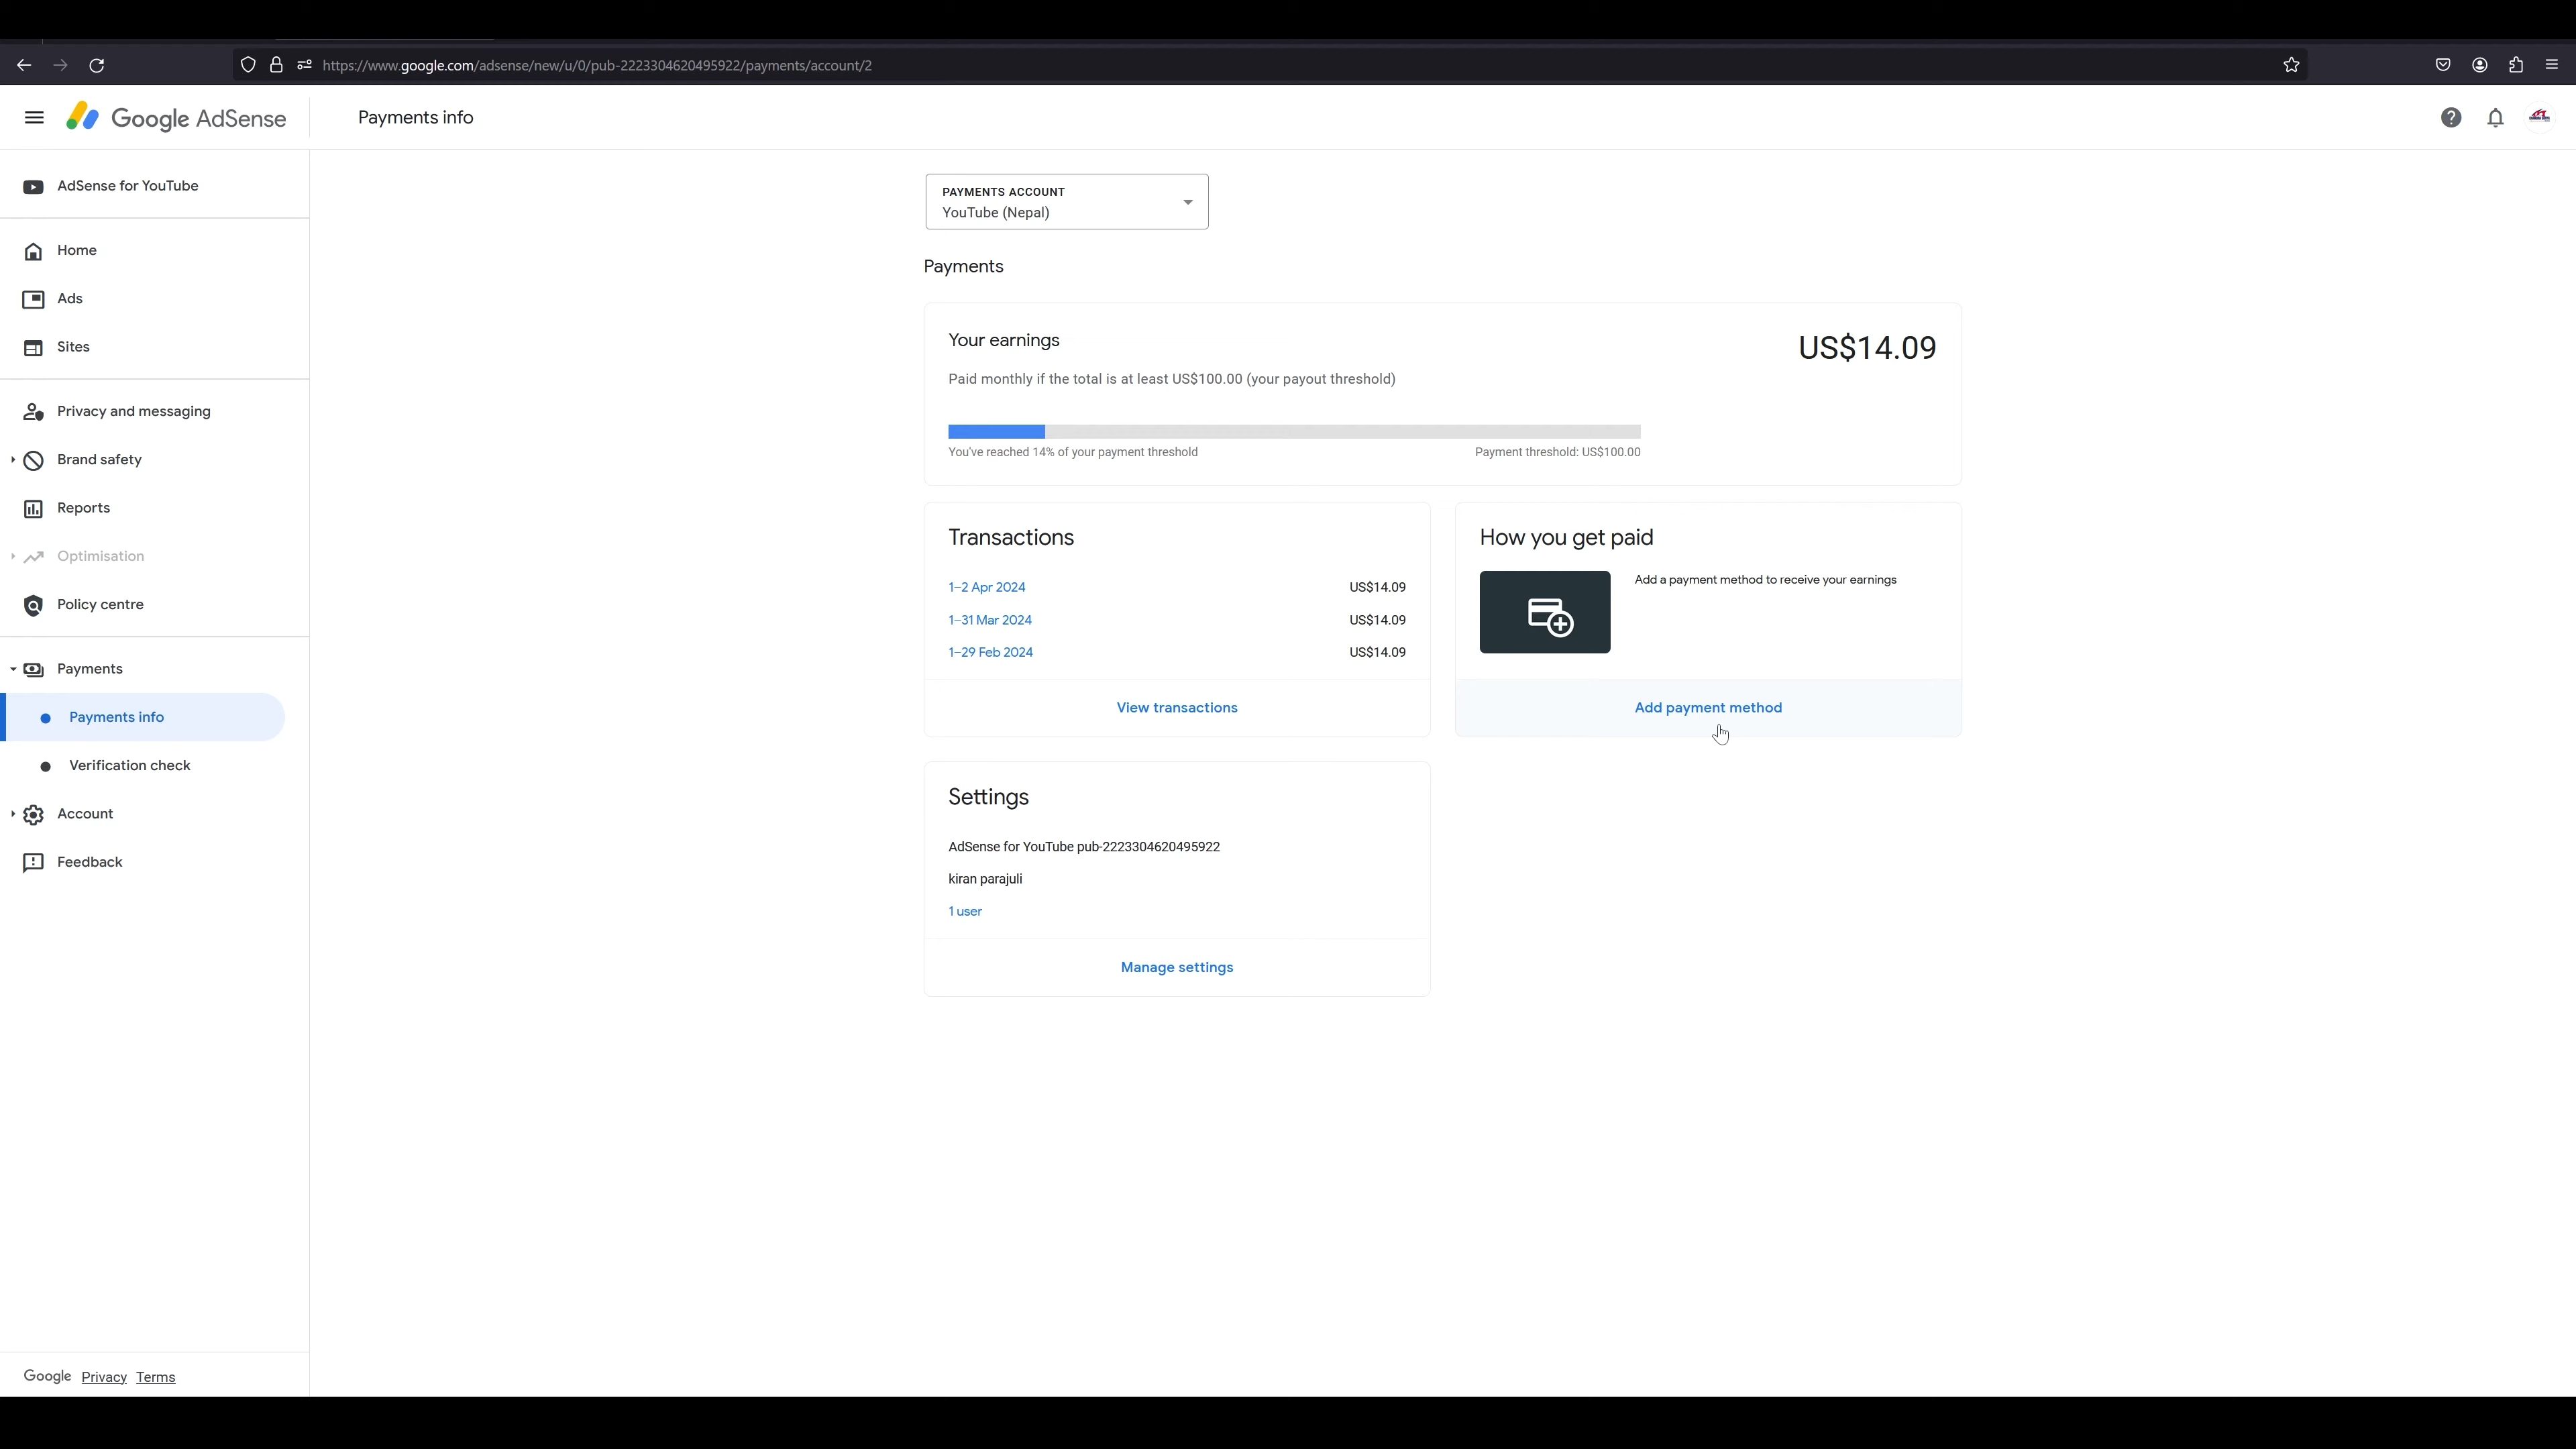 https://www.google.com/adsense/new/u/0/pub-2223304620495922/payments/account/2
Google AdSense
Payments info
AdSense for YouTube
Home
Ads
Sites
Privacy and messaging
Brand safety
Reports
Optimisation
Policy centre
Payments
Payments info
Verification check
Account
Feedback
Google Privacy Terms
PAYMENTS ACCOUNT
YouTube (Nepal)
Payments
Your earnings
US$14.09
Paid monthly if the total is at least US$100.00 (your payout threshold)
You've reached 14% of your payment threshold
Payment threshold: US$100.00
Transactions
1–2 Apr 2024 US$14.09
1–31 Mar 2024 US$14.09
1–29 Feb 2024 US$14.09
View transactions
How you get paid
Add a payment method to receive your earnings
Add payment method
Settings
AdSense for YouTube pub-2223304620495922
kiran parajuli
1 user
Manage settings